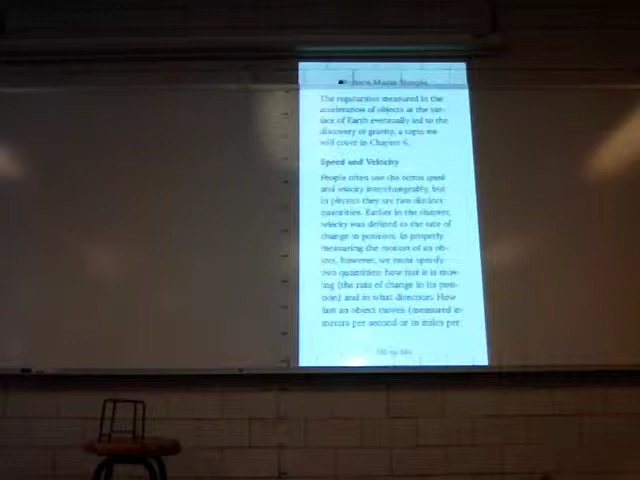 Physics Made Simple
The regularities measured in the
acceleration of objects at the sur-
face of Earth eventually led to the
discovery of gravity, a topic we
will cover in Chapter 6.
Speed and Velocity
People often use the terms speed
and velocity interchangeably, but
in physics they are two distinct
quantities. Earlier in the chapter,
velocity was defined as the rate of
change in position. In properly
measuring the motion of an ob-
ject, however, we must specify
two quantities: how fast it is mov-
ing (the rate of change in its posi-
tion) and in what direction. How
fast an object moves (measured in
meters per second or in miles per